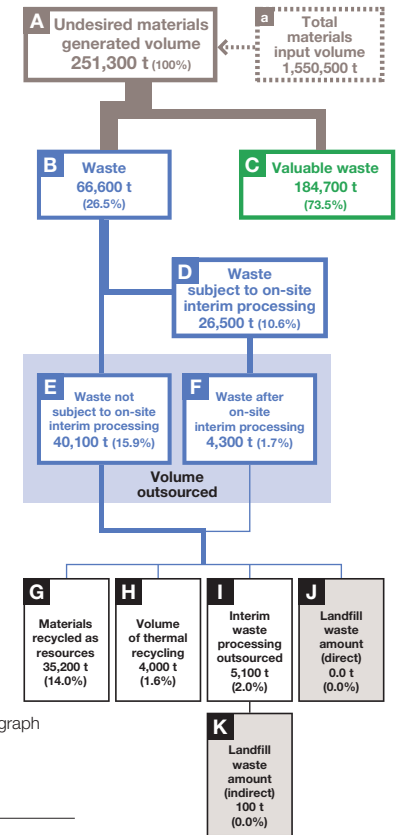 A
Undesired materials
generated volume
251,300 t (100%)
a
Total
materials
input volume
1,550,500 t
B
Waste
66,600 t
(26.5%)
C
Valuable waste
184,700 t
(73.5%)
D
Waste
subject to on-site
interim processing
26,500 t (10.6%)
E
Waste not
subject to on-site
interim processing
40,100 t (15.9%)
F
Waste after
on-site
interim processing
4,300 t (1.7%)
Volume
outsourced
G
Materials
recycled as
resources
35,200 t
(14.0%)
H
Volume
of thermal
recycling
4,000 t
(1.6%)
I
Interim
waste
processing
outsourced
5,100 t
(2.0%)
J
Landfill
waste
amount
(direct)
0.0 t
(0.0%)
graph
K
Landfill
waste
amount
(indirect)
100 t
(0.0%)